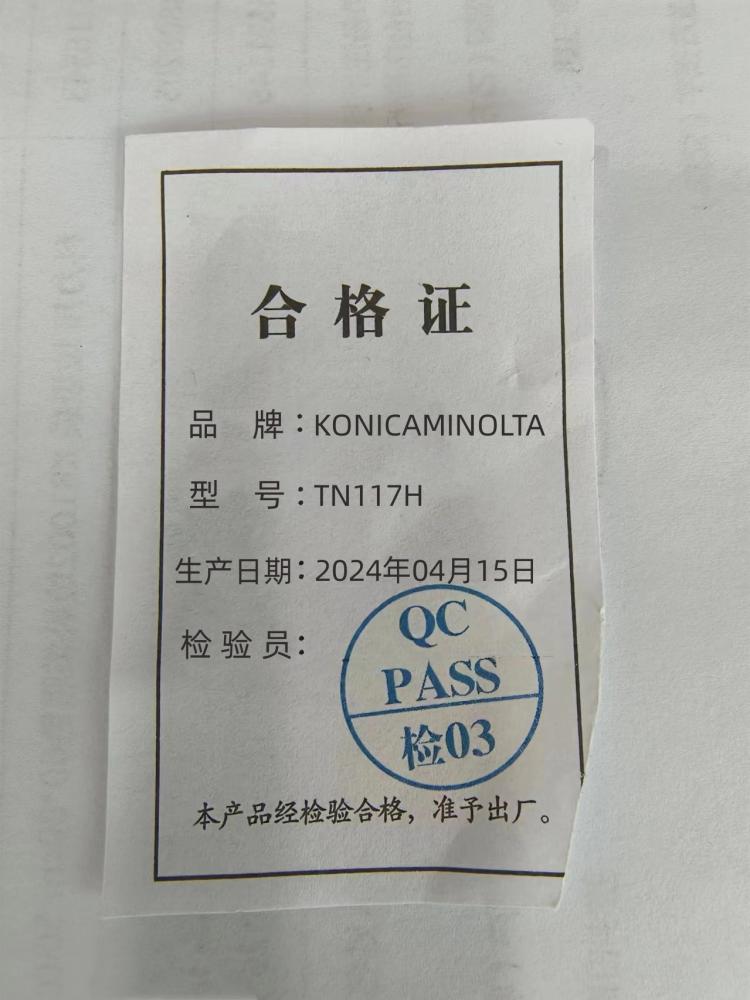 合格证
品 牌：KONICAMINOLTA
型 号：TN117H
生产日期：2024年04月15日
检验员：
QC
PASS
检03
本产品经检验合格，准予出厂。